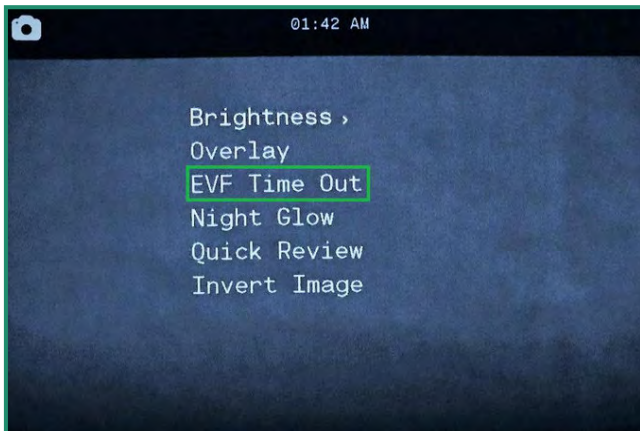 01:42 AM
Brightness ›
Overlay
EVF Time Out
Night Glow
Quick Review
Invert Image